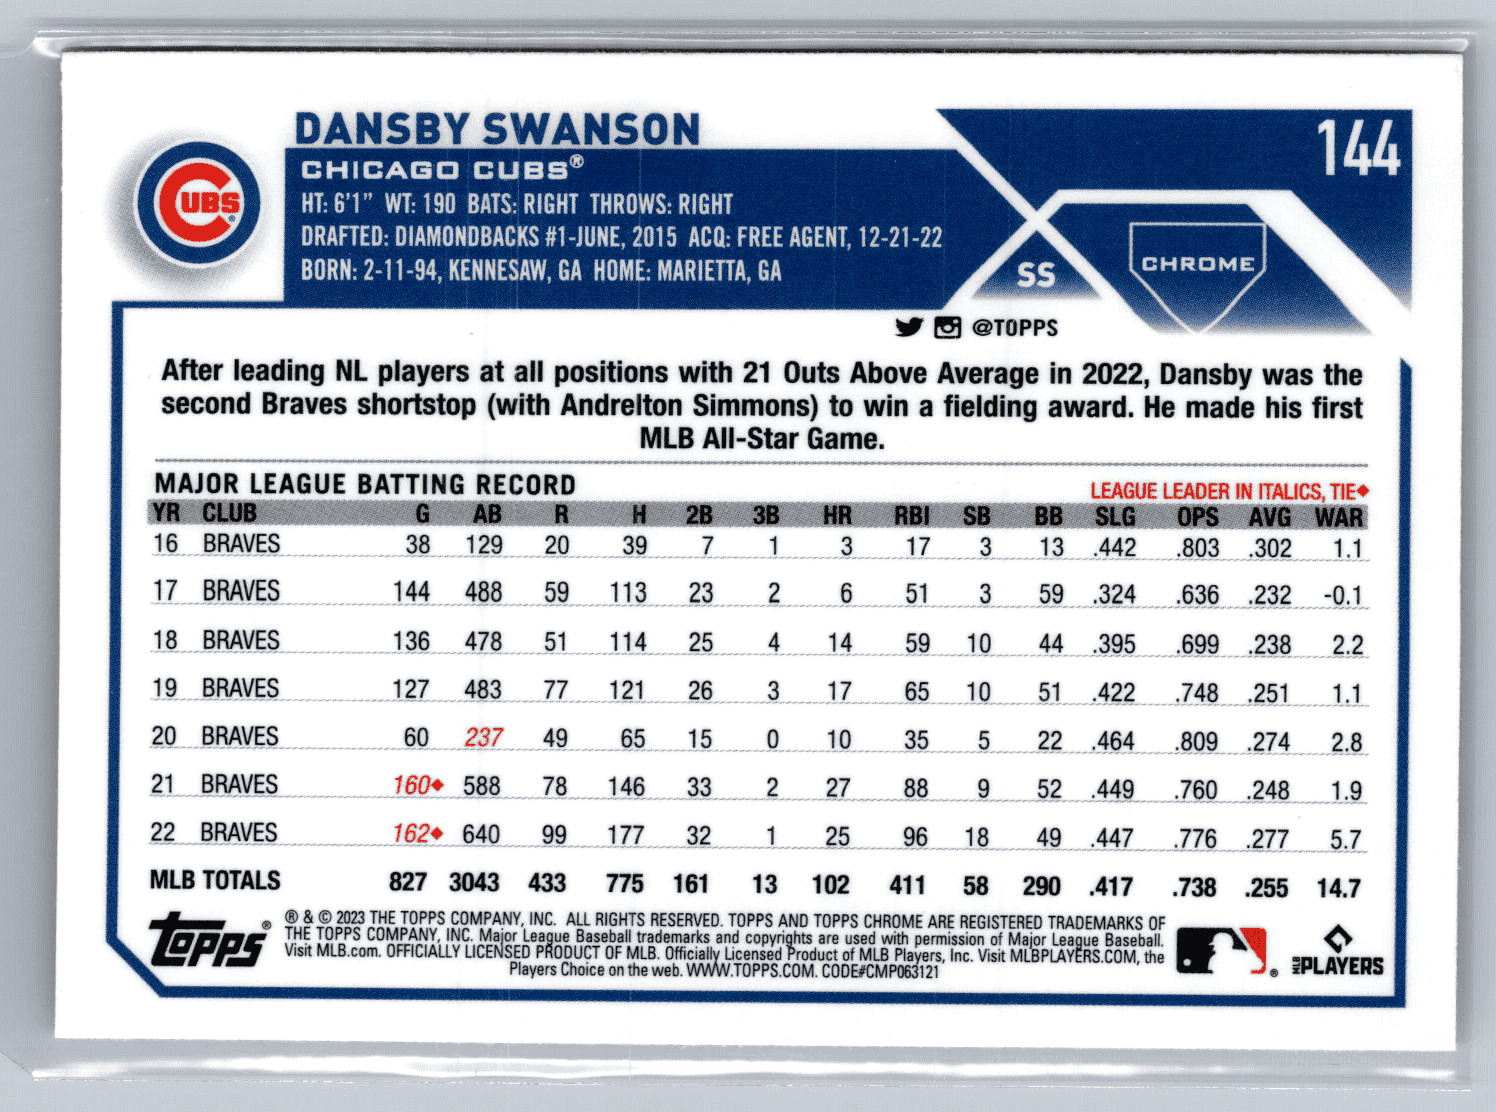 DANSBY SWANSON
144
CHICAGO CUBS®
CUBS®
HT: 6'1" WT: 190 BATS: RIGHT THROWS: RIGHT
DRAFTED: DIAMONDBACKS #1-JUNE, 2015 ACQ: FREE AGENT, 12-21-22
BORN: 2-11-94, KENNESAW, GA HOME: MARIETTA, GA
SS
CHROME
@TOPPS
After leading NL players at all positions with 21 Outs Above Average in 2022, Dansby was the
second Braves shortstop (with Andrelton Simmons) to win a fielding award. He made his first
MLB All-Star Game.
MAJOR LEAGUE BATTING RECORD
LEAGUE LEADER IN ITALICS, TIE♦
YR CLUB G AB R H 2B 3B HR RBI SB BB SLG OPS AVG WAR
16 BRAVES 38 129 20 39 7 1 3 17 3 13 .442 .803 .302 1.1
17 BRAVES 144 488 59 113 23 2 6 51 3 59 .324 .636 .232 -0.1
18 BRAVES 136 478 51 114 25 4 14 59 10 44 .395 .699 .238 2.2
19 BRAVES 127 483 77 121 26 3 17 65 10 51 .422 .748 .251 1.1
20 BRAVES 60 237 49 65 15 0 10 35 5 22 .464 .809 .274 2.8
21 BRAVES 160♦ 588 78 146 33 2 27 88 9 52 .449 .760 .248 1.9
22 BRAVES 162♦ 640 99 177 32 1 25 96 18 49 .447 .776 .277 5.7
MLB TOTALS 827 3043 433 775 161 13 102 411 58 290 .417 .738 .255 14.7
TOPPS®
® & © 2023 THE TOPPS COMPANY, INC. ALL RIGHTS RESERVED. TOPPS AND TOPPS CHROME ARE REGISTERED TRADEMARKS OF
THE TOPPS COMPANY, INC. Major League Baseball trademarks and copyrights are used with permission of Major League Baseball.
Visit MLB.com. OFFICIALLY LICENSED PRODUCT OF MLB. Officially Licensed Product of MLB Players, Inc. Visit MLBPLAYERS.COM, the
Players Choice on the web. WWW.TOPPS.COM. CODE#CMP063121
®
MLB PLAYERS